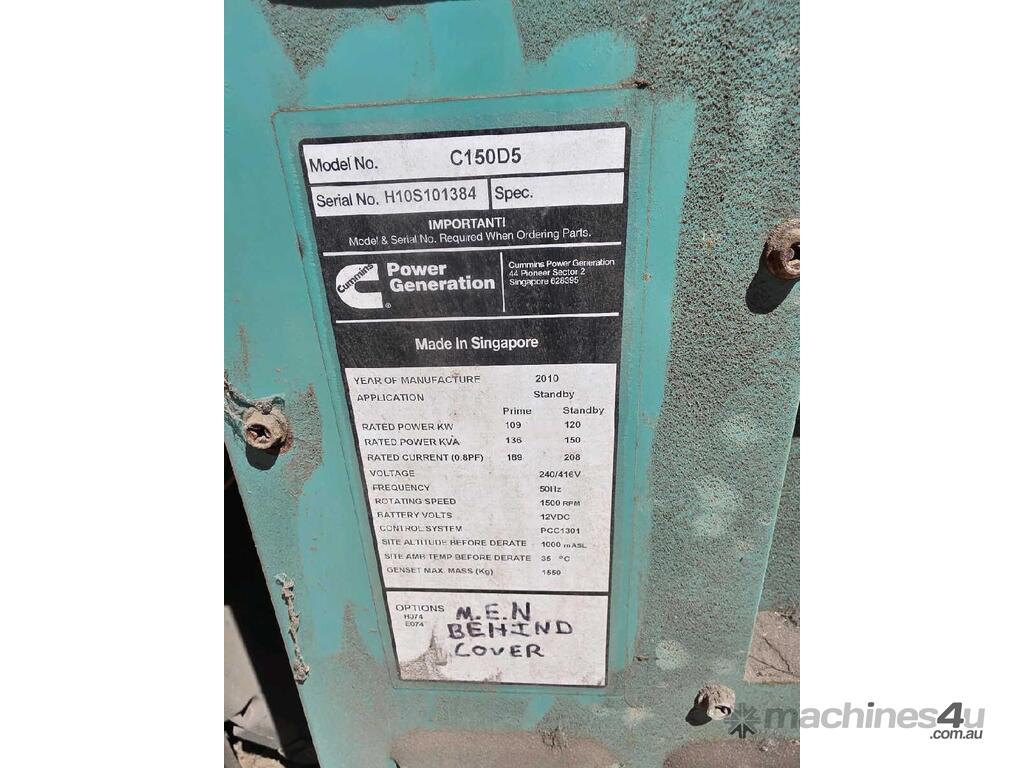 Model No. C150D5
Serial No. H10S101384 Spec.
IMPORTANT!
Model & Serial No. Required When Ordering Parts.
Cummins
Power
Generation
®
Cummins Power Generation
44 Pioneer Sector 2
Singapore 628395
Made In Singapore
YEAR OF MANUFACTURE 2010
APPLICATION Standby
Prime Standby
RATED POWER KW 109 120
RATED POWER KVA 136 150
RATED CURRENT (0.8PF) 189 208
VOLTAGE 240/416V
FREQUENCY 50Hz
ROTATING SPEED 1500 RPM
BATTERY VOLTS 12VDC
CONTROL SYSTEM PCC1301
SITE ALTITUDE BEFORE DERATE 1000 mASL
SITE AMB TEMP BEFORE DERATE 35 °C
GENSET MAX. MASS (Kg) 1550
OPTIONS
H074
E074
M.E.N
BEHIND
COVER
machines4u
.com.au